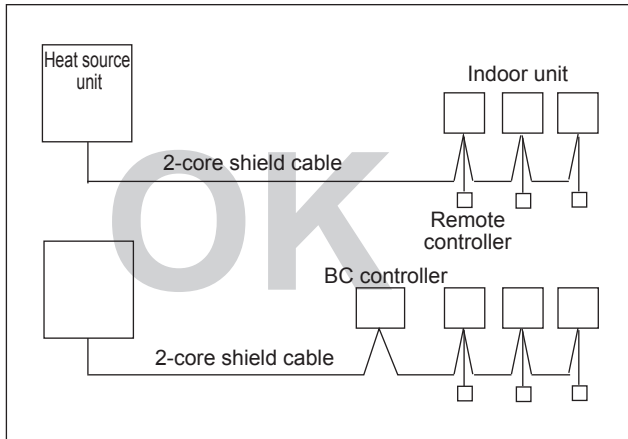 Heat source
unit
Indoor unit
2-core shield cable
Remote
controller
OK
BC controller
2-core shield cable